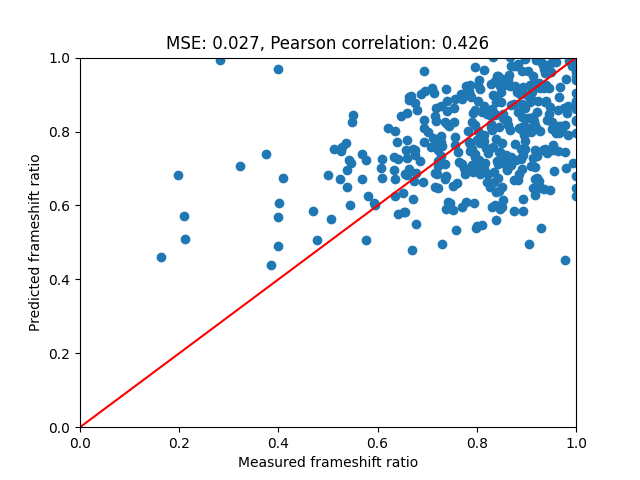 MSE: 0.027, Pearson correlation: 0.426
1.0
0.8
0.6
0.4
0.2
0.0
Predicted frameshift ratio
0.0 0.2 0.4 0.6 0.8 1.0
Measured frameshift ratio